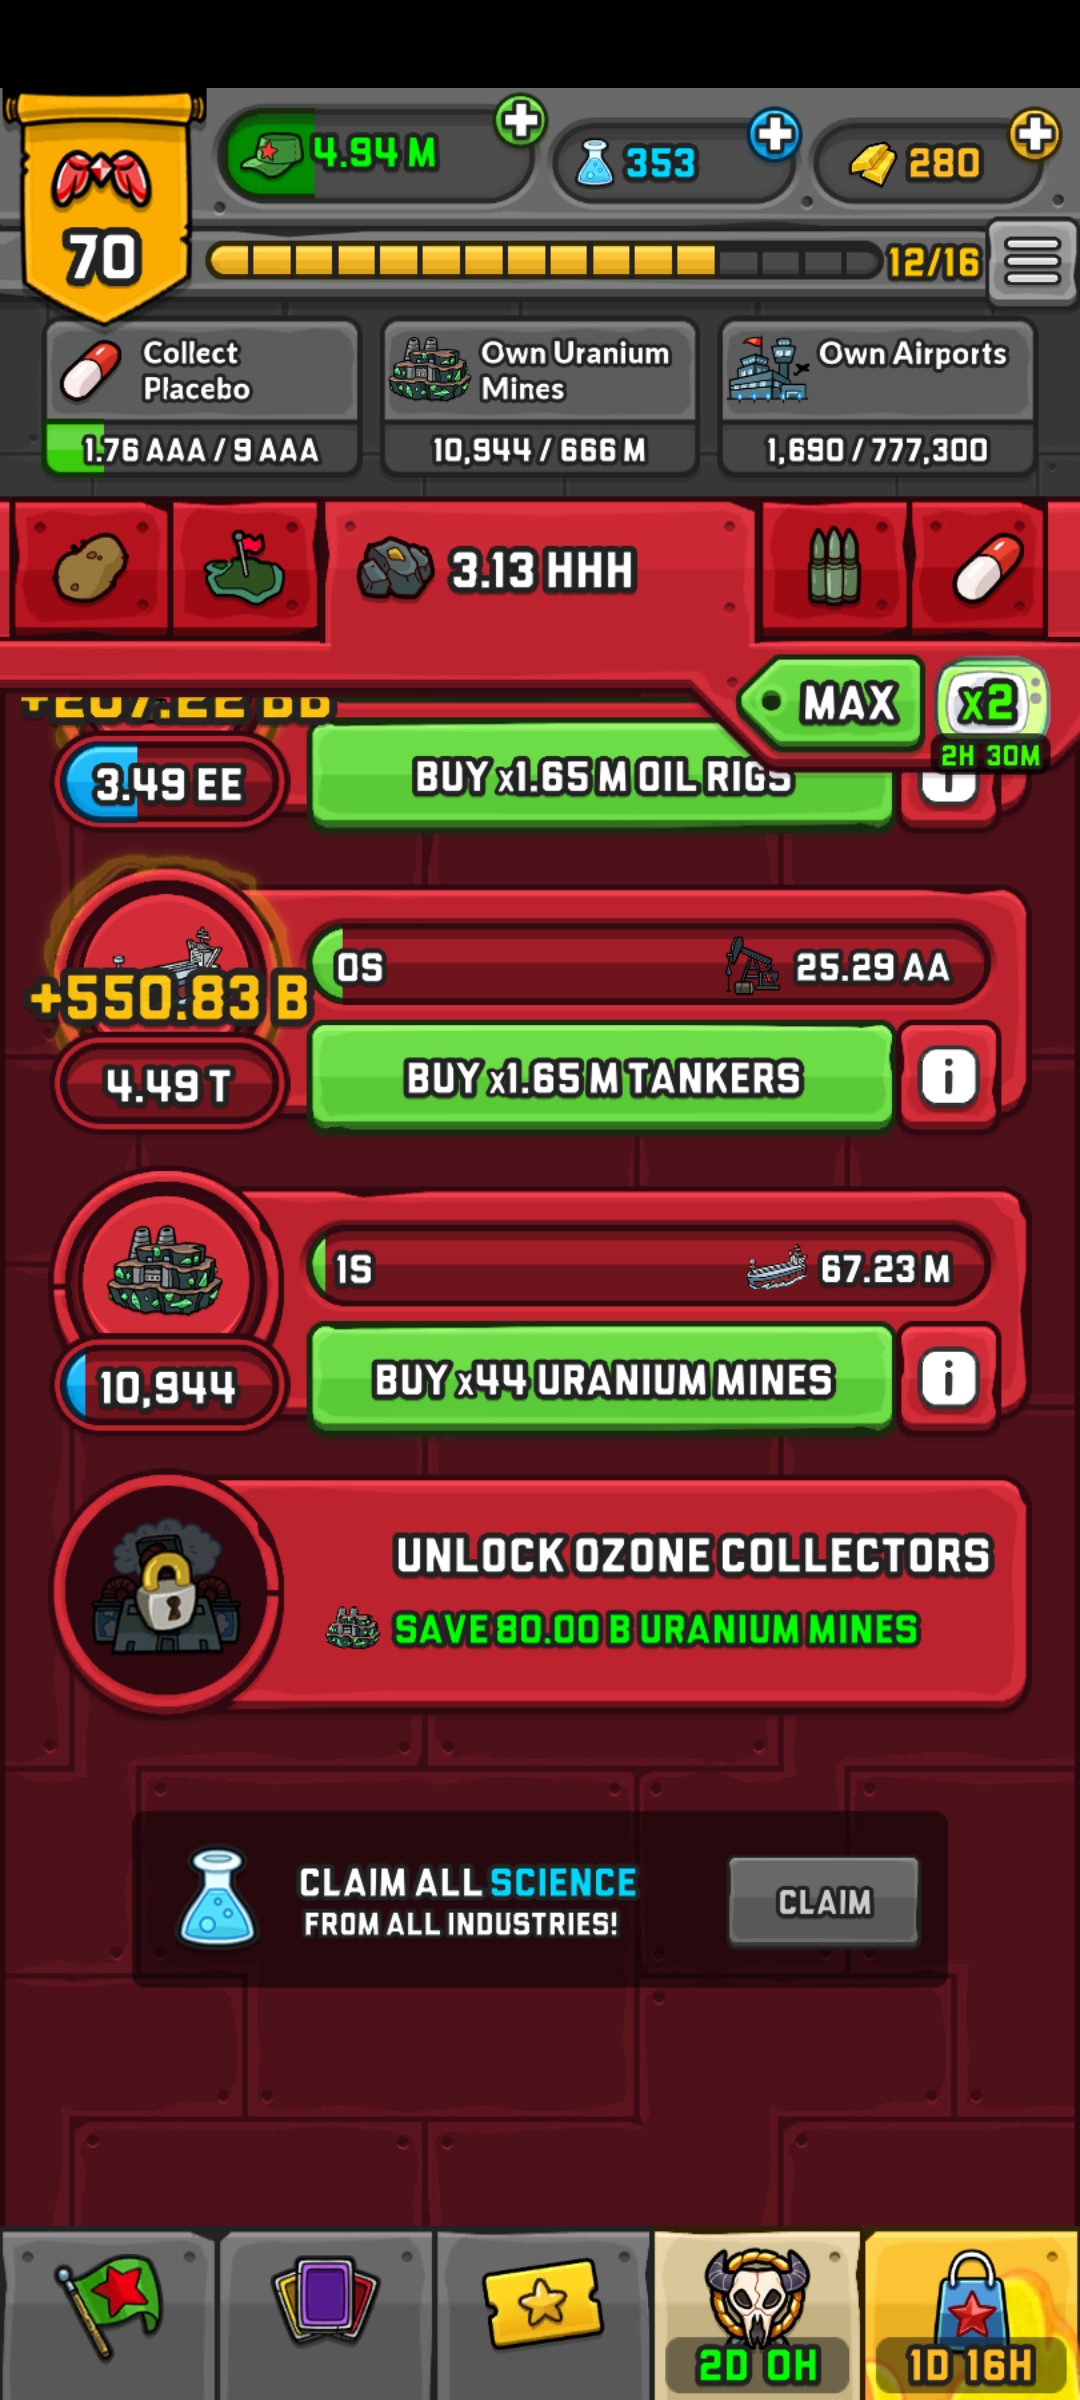 4.94 M
353
280
70
12/16
Collect Placebo
1.76 AAA / 9 AAA
Own Uranium Mines
10,944 / 666 M
Own Airports
1,690 / 777,300
3.13 HHH
MAX
x2
2H 30M
+207.22 BB
3.49 EE
BUY x1.65 M OIL RIGS
0S
25.29 AA
+550.83 B
4.49 T
BUY x1.65 M TANKERS
i
1S
67.23 M
10,944
BUY x44 URANIUM MINES
i
UNLOCK OZONE COLLECTORS
SAVE 80.00 B URANIUM MINES
CLAIM ALL SCIENCE
FROM ALL INDUSTRIES!
CLAIM
2D 0H
1D 16H